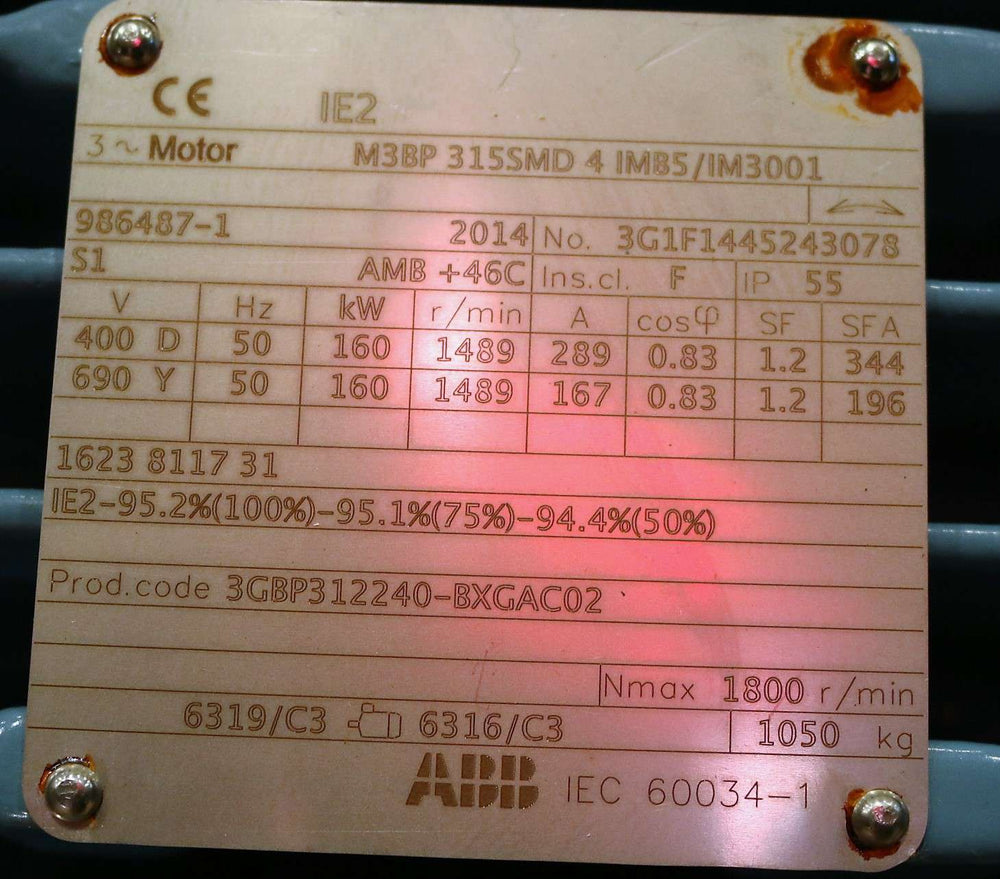 CE IE2
3 ~ Motor M3BP 315SMD 4 IMB5/IM3001
986487-1 2014 No. 3G1F1445243078
S1 AMB +46C Ins.cl. F IP 55
V Hz kW r/min A cosφ SF SFA
400 D 50 160 1489 289 0.83 1.2 344
690 Y 50 160 1489 167 0.83 1.2 196
1623 8117 31
IE2-95.2%(100%)-95.1%(75%)-94.4%(50%)
Prod.code 3GBP312240-BXGAC02
Nmax 1800 r/min
6319/C3 6316/C3 1050 kg
ABB IEC 60034-1